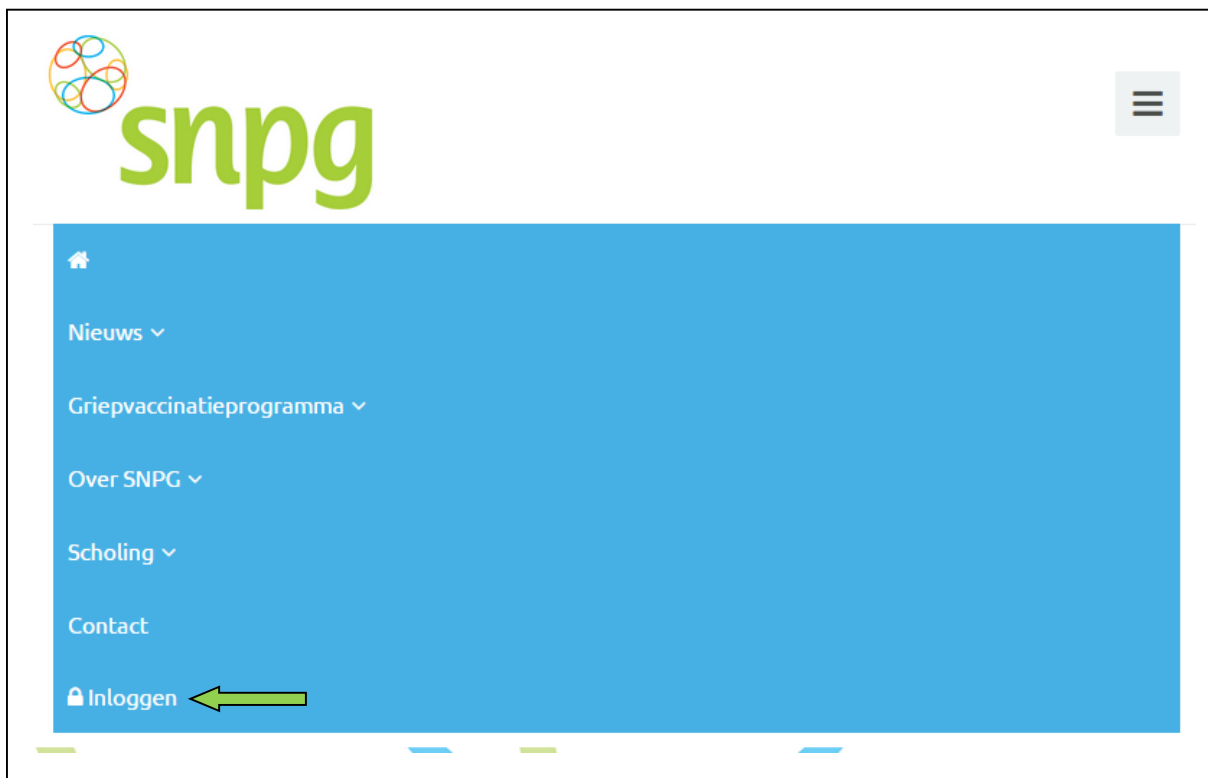 snpg
Nieuws
Griepvaccinatieprogramma
Over SNPG
Scholing
Contact
Inloggen